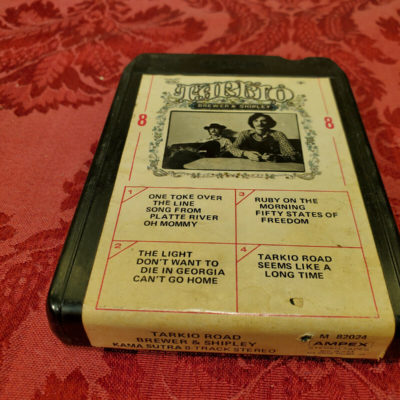 TARKIO
BREWER & SHIPLEY
8
8
1
ONE TOKE OVER
THE LINE
SONG FROM
PLATTE RIVER
OH MOMMY
3
RUBY ON THE
MORNING
FIFTY STATES OF
FREEDOM
2
THE LIGHT
DON'T WANT TO
DIE IN GEORGIA
CAN'T GO HOME
4
TARKIO ROAD
SEEMS LIKE A
LONG TIME
TARKIO ROAD
BREWER & SHIPLEY
KAMA SUTRA 8-TRACK STEREO
M 82024
AMPEX